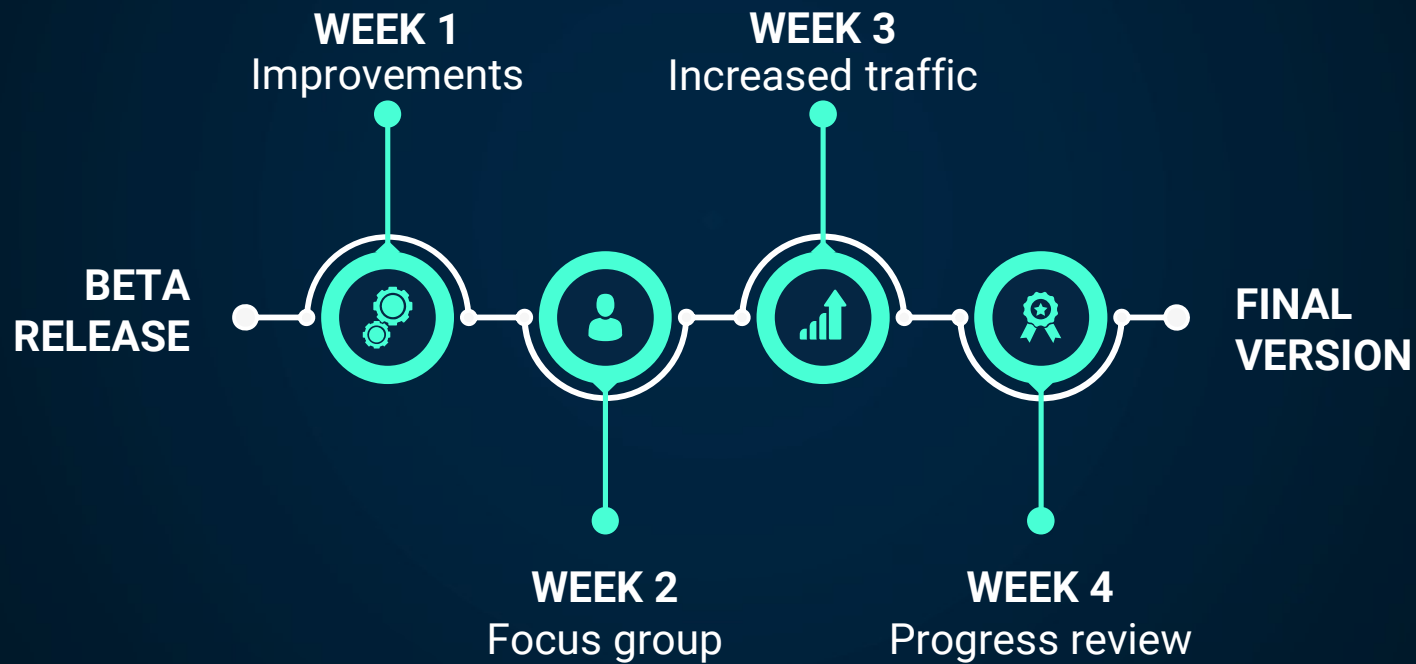 WEEK 1
Improvements
WEEK 3
Increased traffic
BETA
RELEASE
FINAL
VERSION
WEEK 2
Focus group
WEEK 4
Progress review